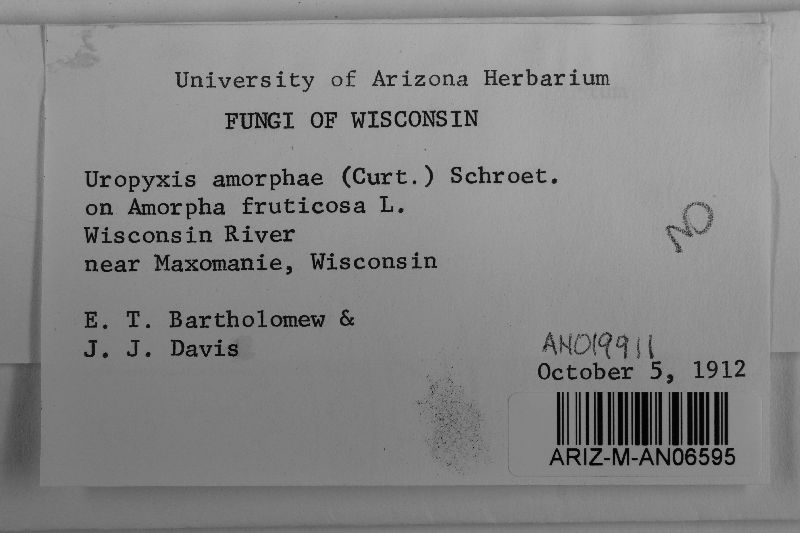 University of Arizona Herbarium
FUNGI OF WISCONSIN
Uropyxis amorphae (Curt.) Schroet.
on Amorpha fruticosa L.
Wisconsin River
near Maxomanie, Wisconsin
NO
E. T. Bartholomew &
J. J. Davis
AN019911
October 5, 1912
ARIZ-M-AN06595